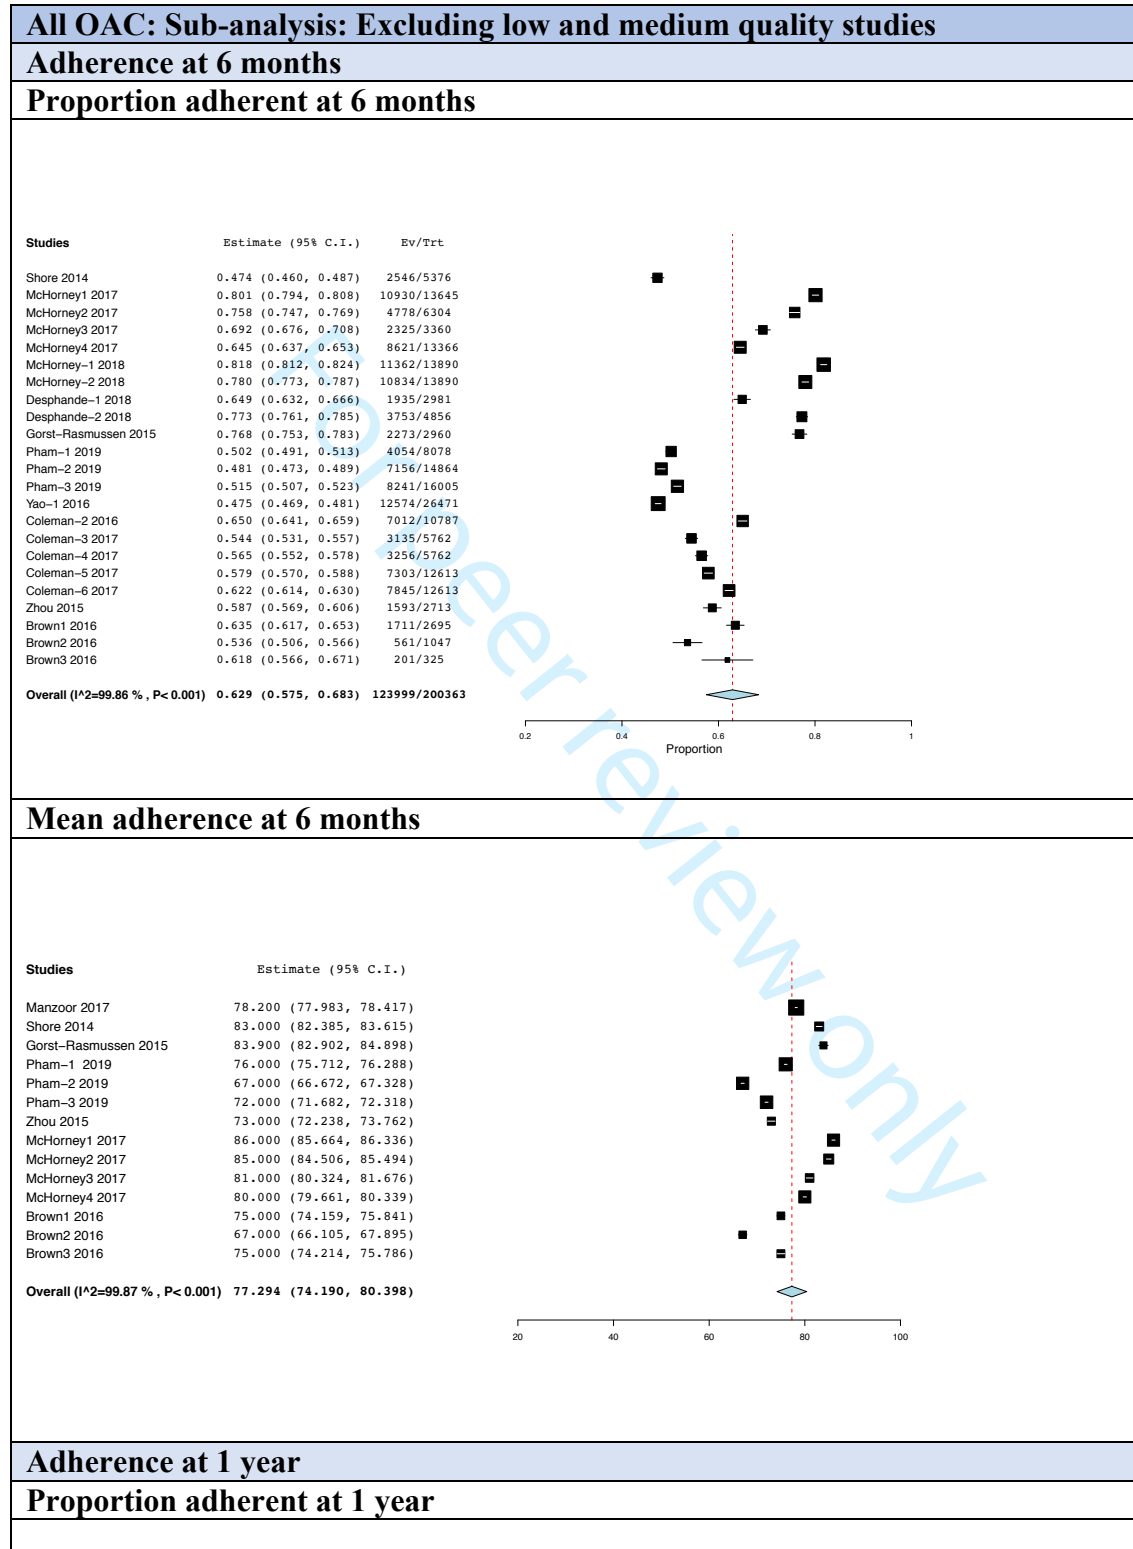 All OAC: Sub-analysis: Excluding low and medium quality studies
Adherence at 6 months
Proportion adherent at 6 months
Studies Estimate (95% C.I.) Ev/Trt
Shore 2014 0.474 (0.460, 0.487) 2546/5376
McHorney1 2017 0.801 (0.794, 0.808) 10930/13645
McHorney2 2017 0.758 (0.747, 0.769) 4778/6304
McHorney3 2017 0.692 (0.676, 0.708) 2325/3360
McHorney4 2017 0.645 (0.637, 0.653) 8621/13366
McHorney−1 2018 0.818 (0.812, 0.824) 11362/13890
McHorney−2 2018 0.780 (0.773, 0.787) 10834/13890
Desphande−1 2018 0.649 (0.632, 0.666) 1935/2981
Desphande−2 2018 0.773 (0.761, 0.785) 3753/4856
Gorst−Rasmussen 2015 0.768 (0.753, 0.783) 2273/2960
Pham−1 2019 0.502 (0.491, 0.513) 4054/8078
Pham−2 2019 0.481 (0.473, 0.489) 7156/14864
Pham−3 2019 0.515 (0.507, 0.523) 8241/16005
Yao−1 2016 0.475 (0.469, 0.481) 12574/26471
Coleman−2 2016 0.650 (0.641, 0.659) 7012/10787
Coleman−3 2017 0.544 (0.531, 0.557) 3135/5762
Coleman−4 2017 0.565 (0.552, 0.578) 3256/5762
Coleman−5 2017 0.579 (0.570, 0.588) 7303/12613
Coleman−6 2017 0.622 (0.614, 0.630) 7845/12613
Zhou 2015 0.587 (0.569, 0.606) 1593/2713
Brown1 2016 0.635 (0.617, 0.653) 1711/2695
Brown2 2016 0.536 (0.506, 0.566) 561/1047
Brown3 2016 0.618 (0.566, 0.671) 201/325
Overall (I^2=99.86 % , P< 0.001) 0.629 (0.575, 0.683) 123999/200363
0.2 0.4 0.6 0.8 1
Proportion
Mean adherence at 6 months
Studies Estimate (95% C.I.)
Manzoor 2017 78.200 (77.983, 78.417)
Shore 2014 83.000 (82.385, 83.615)
Gorst−Rasmussen 2015 83.900 (82.902, 84.898)
Pham−1 2019 76.000 (75.712, 76.288)
Pham−2 2019 67.000 (66.672, 67.328)
Pham−3 2019 72.000 (71.682, 72.318)
Zhou 2015 73.000 (72.238, 73.762)
McHorney1 2017 86.000 (85.664, 86.336)
McHorney2 2017 85.000 (84.506, 85.494)
McHorney3 2017 81.000 (80.324, 81.676)
McHorney4 2017 80.000 (79.661, 80.339)
Brown1 2016 75.000 (74.159, 75.841)
Brown2 2016 67.000 (66.105, 67.895)
Brown3 2016 75.000 (74.214, 75.786)
Overall (I^2=99.87 % , P< 0.001) 77.294 (74.190, 80.398)
20 40 60 80 100
Adherence at 1 year
Proportion adherent at 1 year
For peer review only